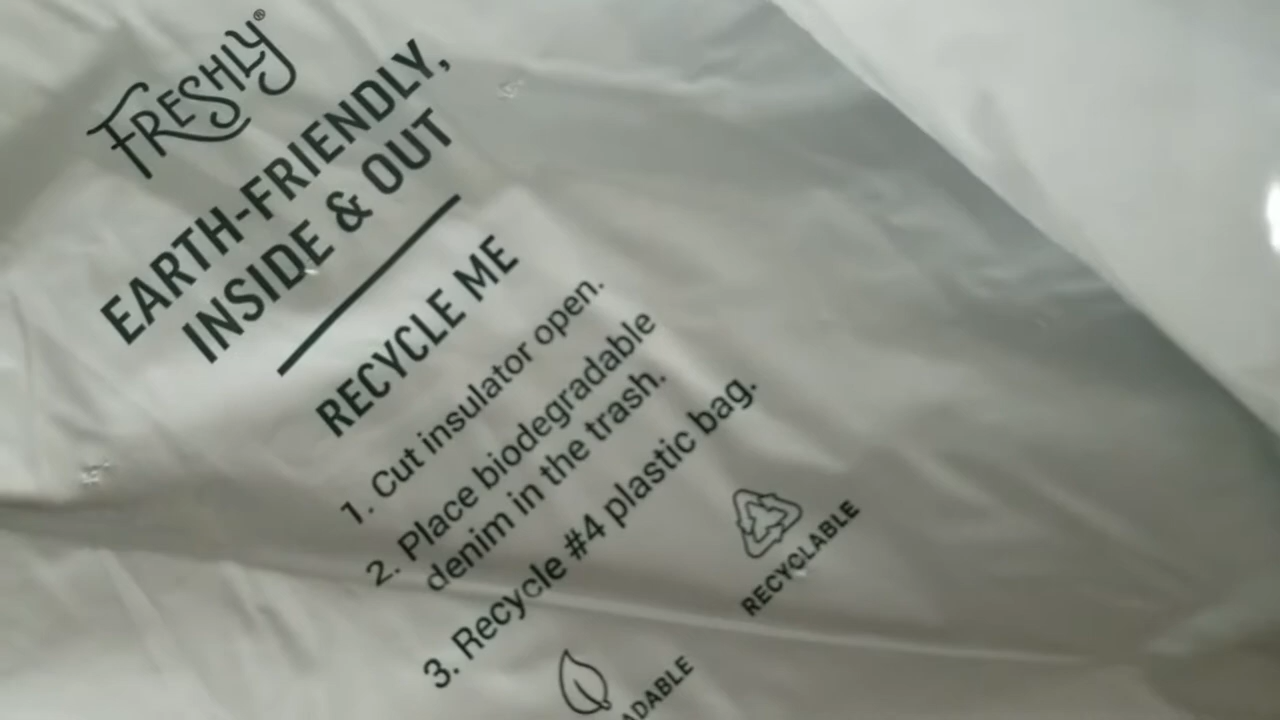 FRESHLY®
EARTH-FRIENDLY,
INSIDE & OUT
RECYCLE ME
1. Cut insulator open.
2. Place biodegradable
denim in the trash.
3. Recycle #4 plastic bag.
RECYCLABLE
ADABLE